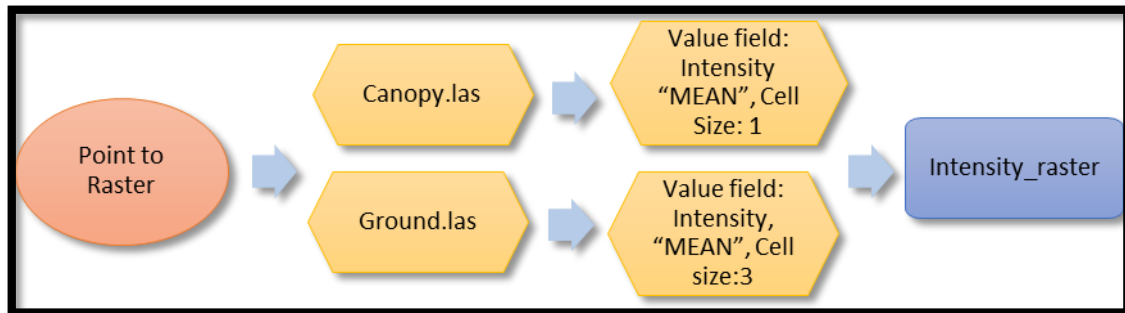 Point to
Raster
Canopy.las
Value field:
Intensity
“MEAN”, Cell
Size: 1
Ground.las
Value field:
Intensity,
“MEAN”, Cell
size:3
Intensity_raster